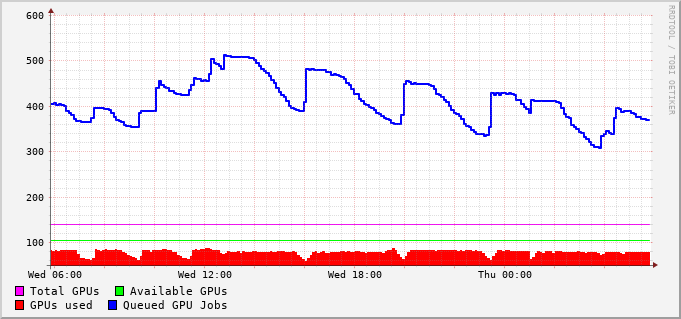 600
500
400
300
200
100
Wed 06:00 Wed 12:00 Wed 18:00 Thu 00:00
Total GPUs Available GPUs
GPUs used Queued GPU Jobs
RRDTOOL / TOBI OETIKER